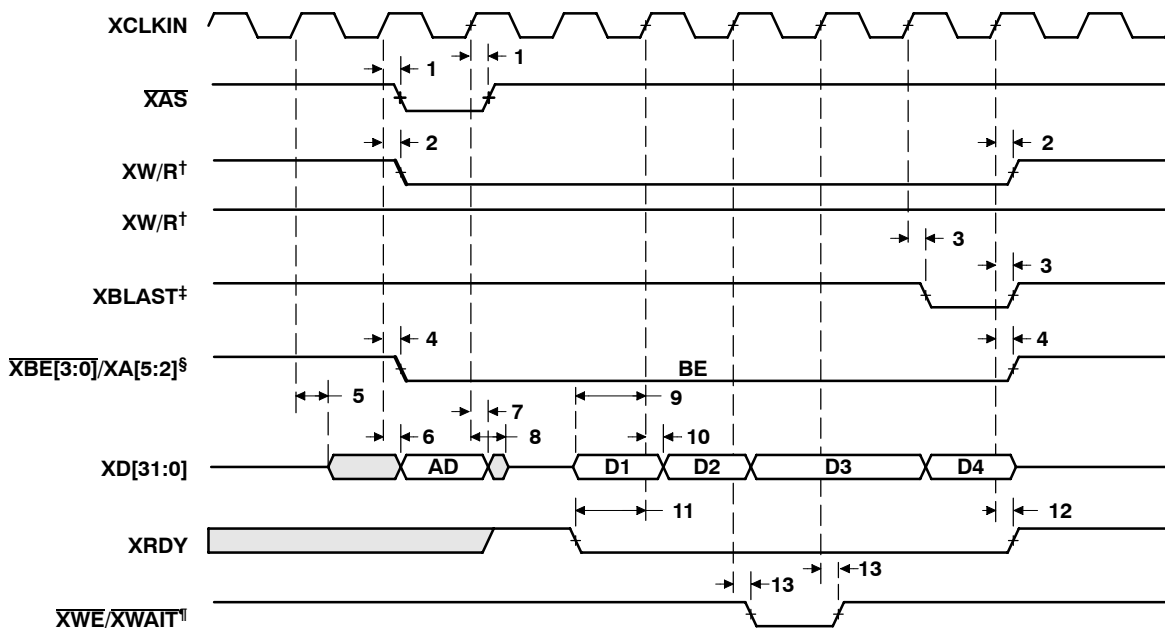 XCLKIN
1
1
XAS
2
2
XW/R†
XW/R†
3
3
XBLAST‡
4
4
XBE[3:0]/XA[5:2]§
BE
5
7
9
6
8
10
XD[31:0]
AD
D1
D2
D3
D4
11
12
XRDY
13
13
XWE/XWAIT¶